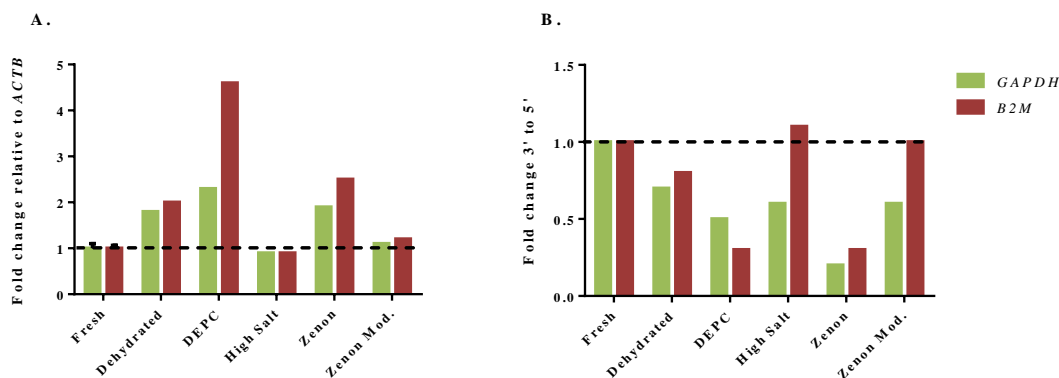 A.
Fold change relative to ACTB
5
4
3
2
1
0
Fresh
Dehydrated
DEPC
High Salt
Zenon
Zenon Mod.
B.
Fold change 3' to 5'
1.5
1.0
0.5
0.0
Fresh
Dehydrated
DEPC
High Salt
Zenon
Zenon Mod.
GAPDH
B2M